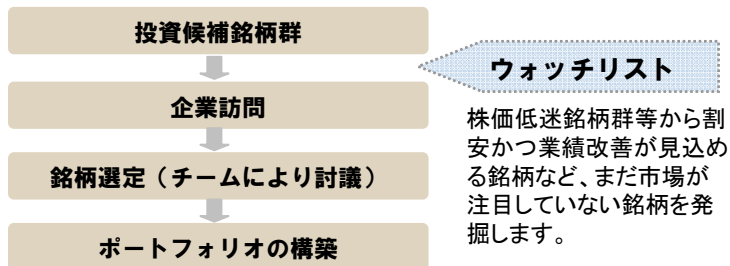 投資候補銘柄群
ウォッチリスト
企業訪問
株価低迷銘柄群等から割
安かつ業績改善が見込め
る銘柄など、まだ市場が
注目していない銘柄を発
掘します。
銘柄選定（チームにより討議）
ポートフォリオの構築